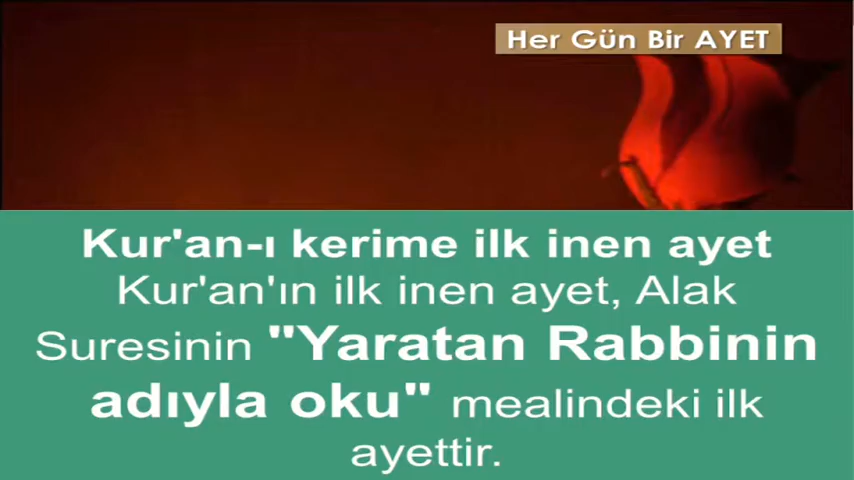 Her Gün Bir AYET
Kur'an-ı kerime ilk inen ayet
Kur'an'ın ilk inen ayet, Alak
Suresinin "Yaratan Rabbinin
adıyla oku" mealindeki ilk
ayettir.